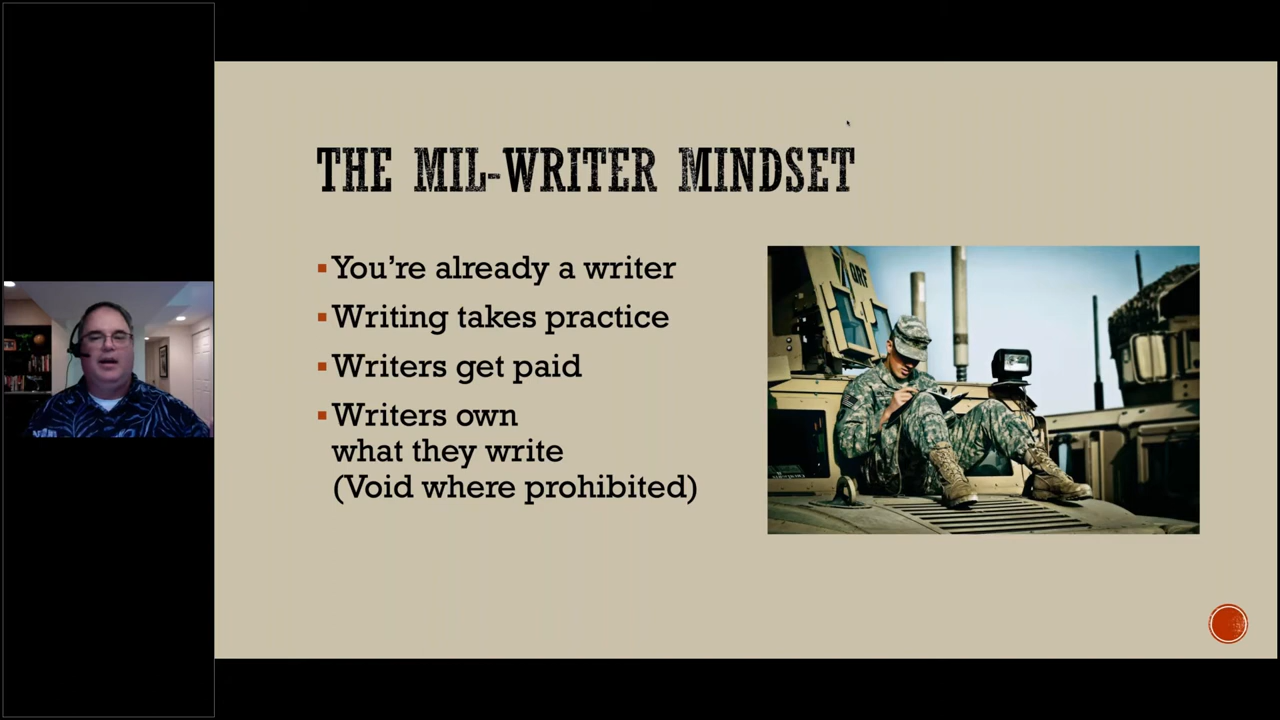 THE MIL-WRITER MINDSET
You're already a writer
Writing takes practice
Writers get paid
Writers own
what they write
(Void where prohibited)
QRF